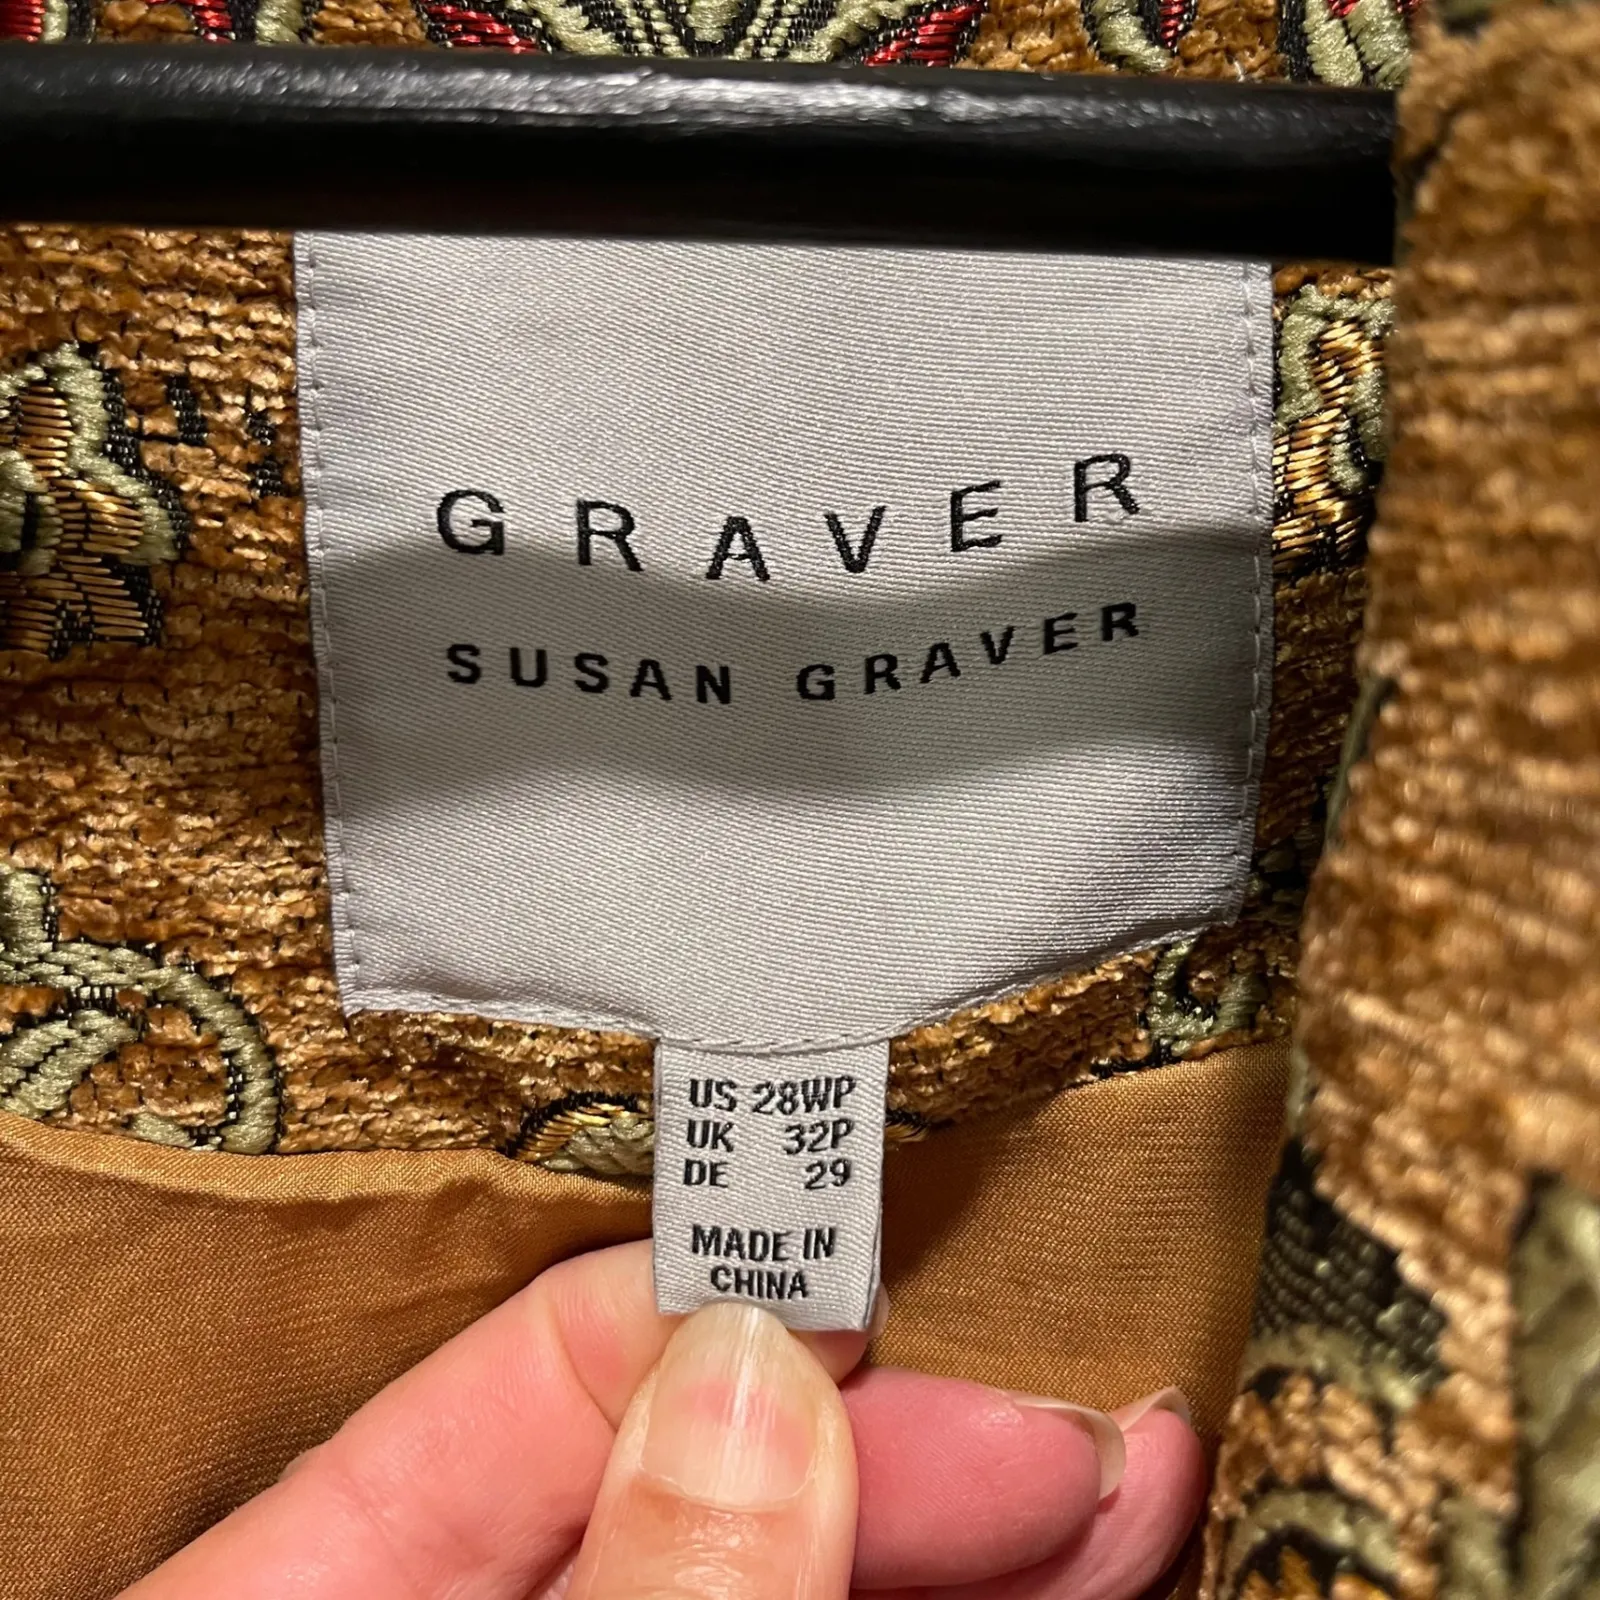 GRAVER
SUSAN GRAVER
US 28WP
UK 32P
DE 29
MADE IN
CHINA